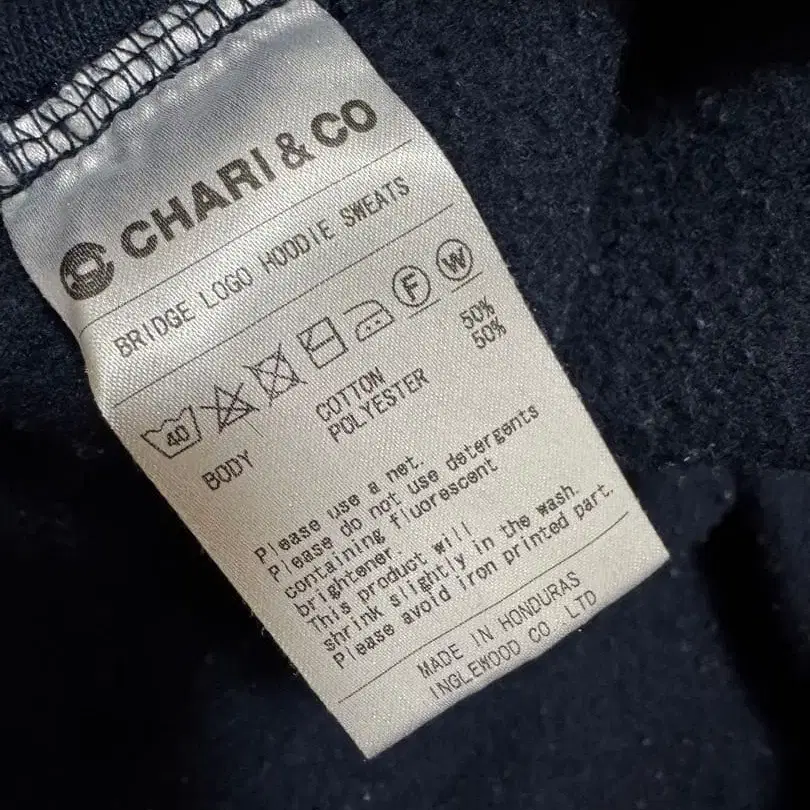 CHARI & CO
BRIDGE LOGO HOODIE SWEATS
40 F W
BODY COTTON 50%
POLYESTER 50%
Please use a net.
Please do not use detergents
containing fluorescent
brightener.
This product will
shrink slightly in the wash.
Please avoid iron printed part.
MADE IN HONDURAS
INGLEWOOD CO.,LTD